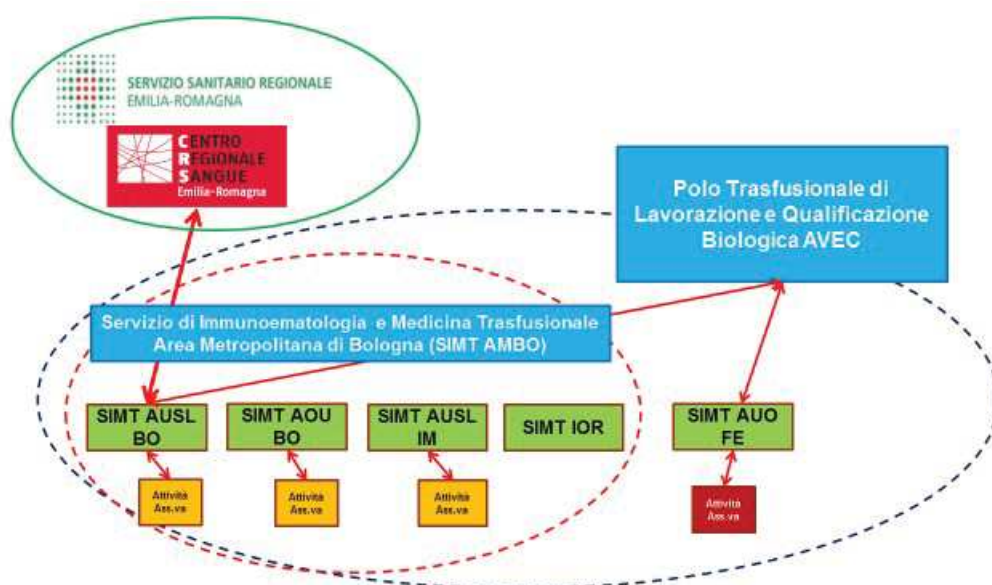 SERVIZIO SANITARIO REGIONALE
EMILIA-ROMAGNA
CENTRO
REGIONALE
SANGUE
Emilia-Romagna
Polo Trasfusionale di
Lavorazione e Qualificazione
Biologica AVEC
Servizio di Immunoematologia e Medicina Trasfusionale
Area Metropolitana di Bologna (SIMT AMBO)
SIMT AUSL
BO
SIMT AOU
BO
SIMT AUSL
IM
SIMT IOR
SIMT AUO
FE
Attività
Ass.va
Attività
Ass.va
Attività
Ass.va
Attività
Ass.va